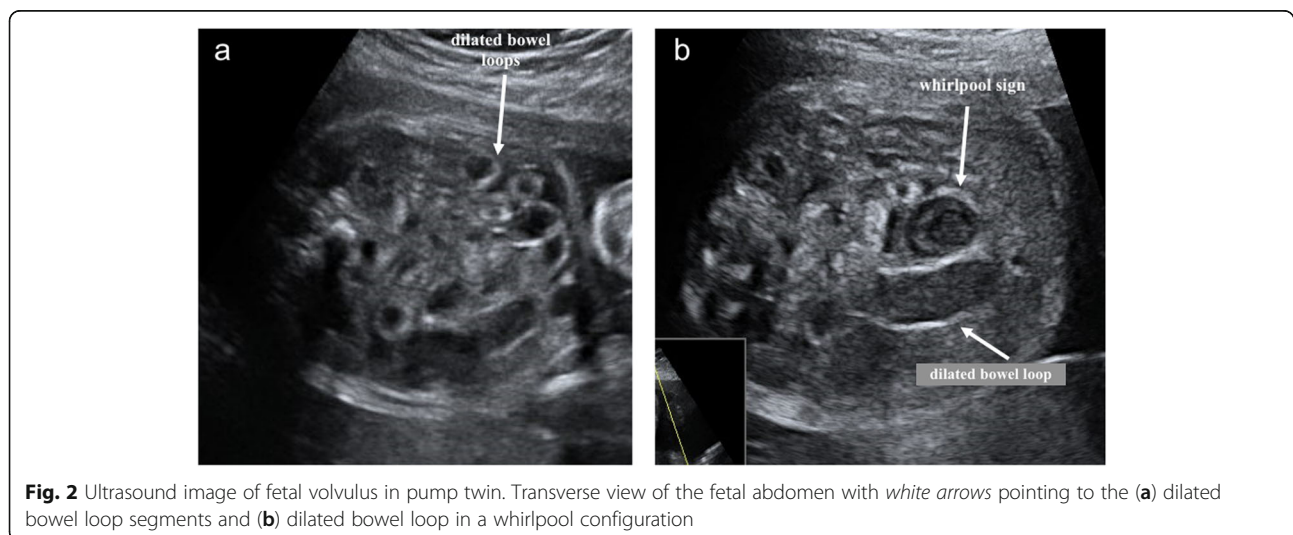 a
dilated bowel
loops
b
whirlpool sign
dilated bowel loop
Fig. 2 Ultrasound image of fetal volvulus in pump twin. Transverse view of the fetal abdomen with white arrows pointing to the (a) dilated
bowel loop segments and (b) dilated bowel loop in a whirlpool configuration